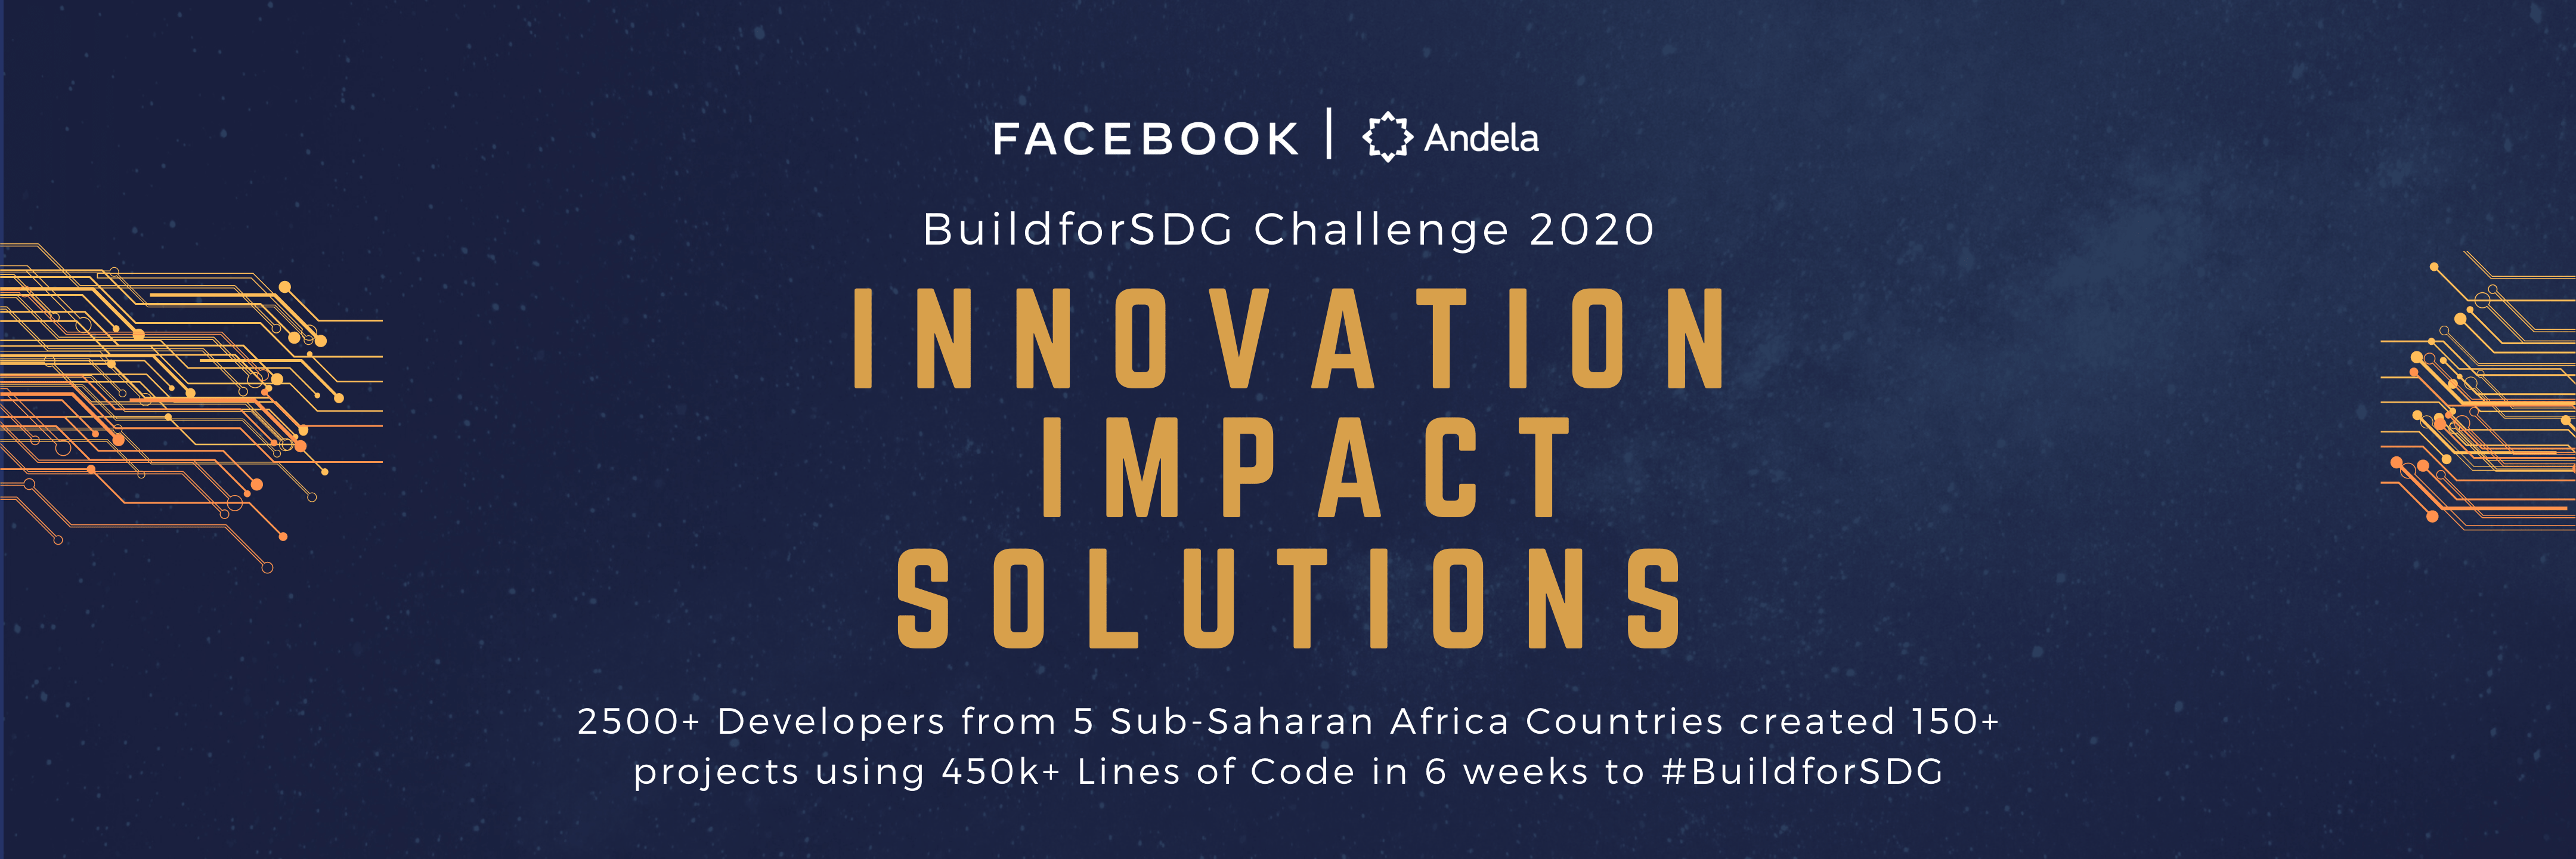 FACEBOOK | Andela
BuildforSDG Challenge 2020
INNOVATION
IMPACT
SOLUTIONS
2500+ Developers from 5 Sub-Saharan Africa Countries created 150+
projects using 450k+ Lines of Code in 6 weeks to #BuildforSDG